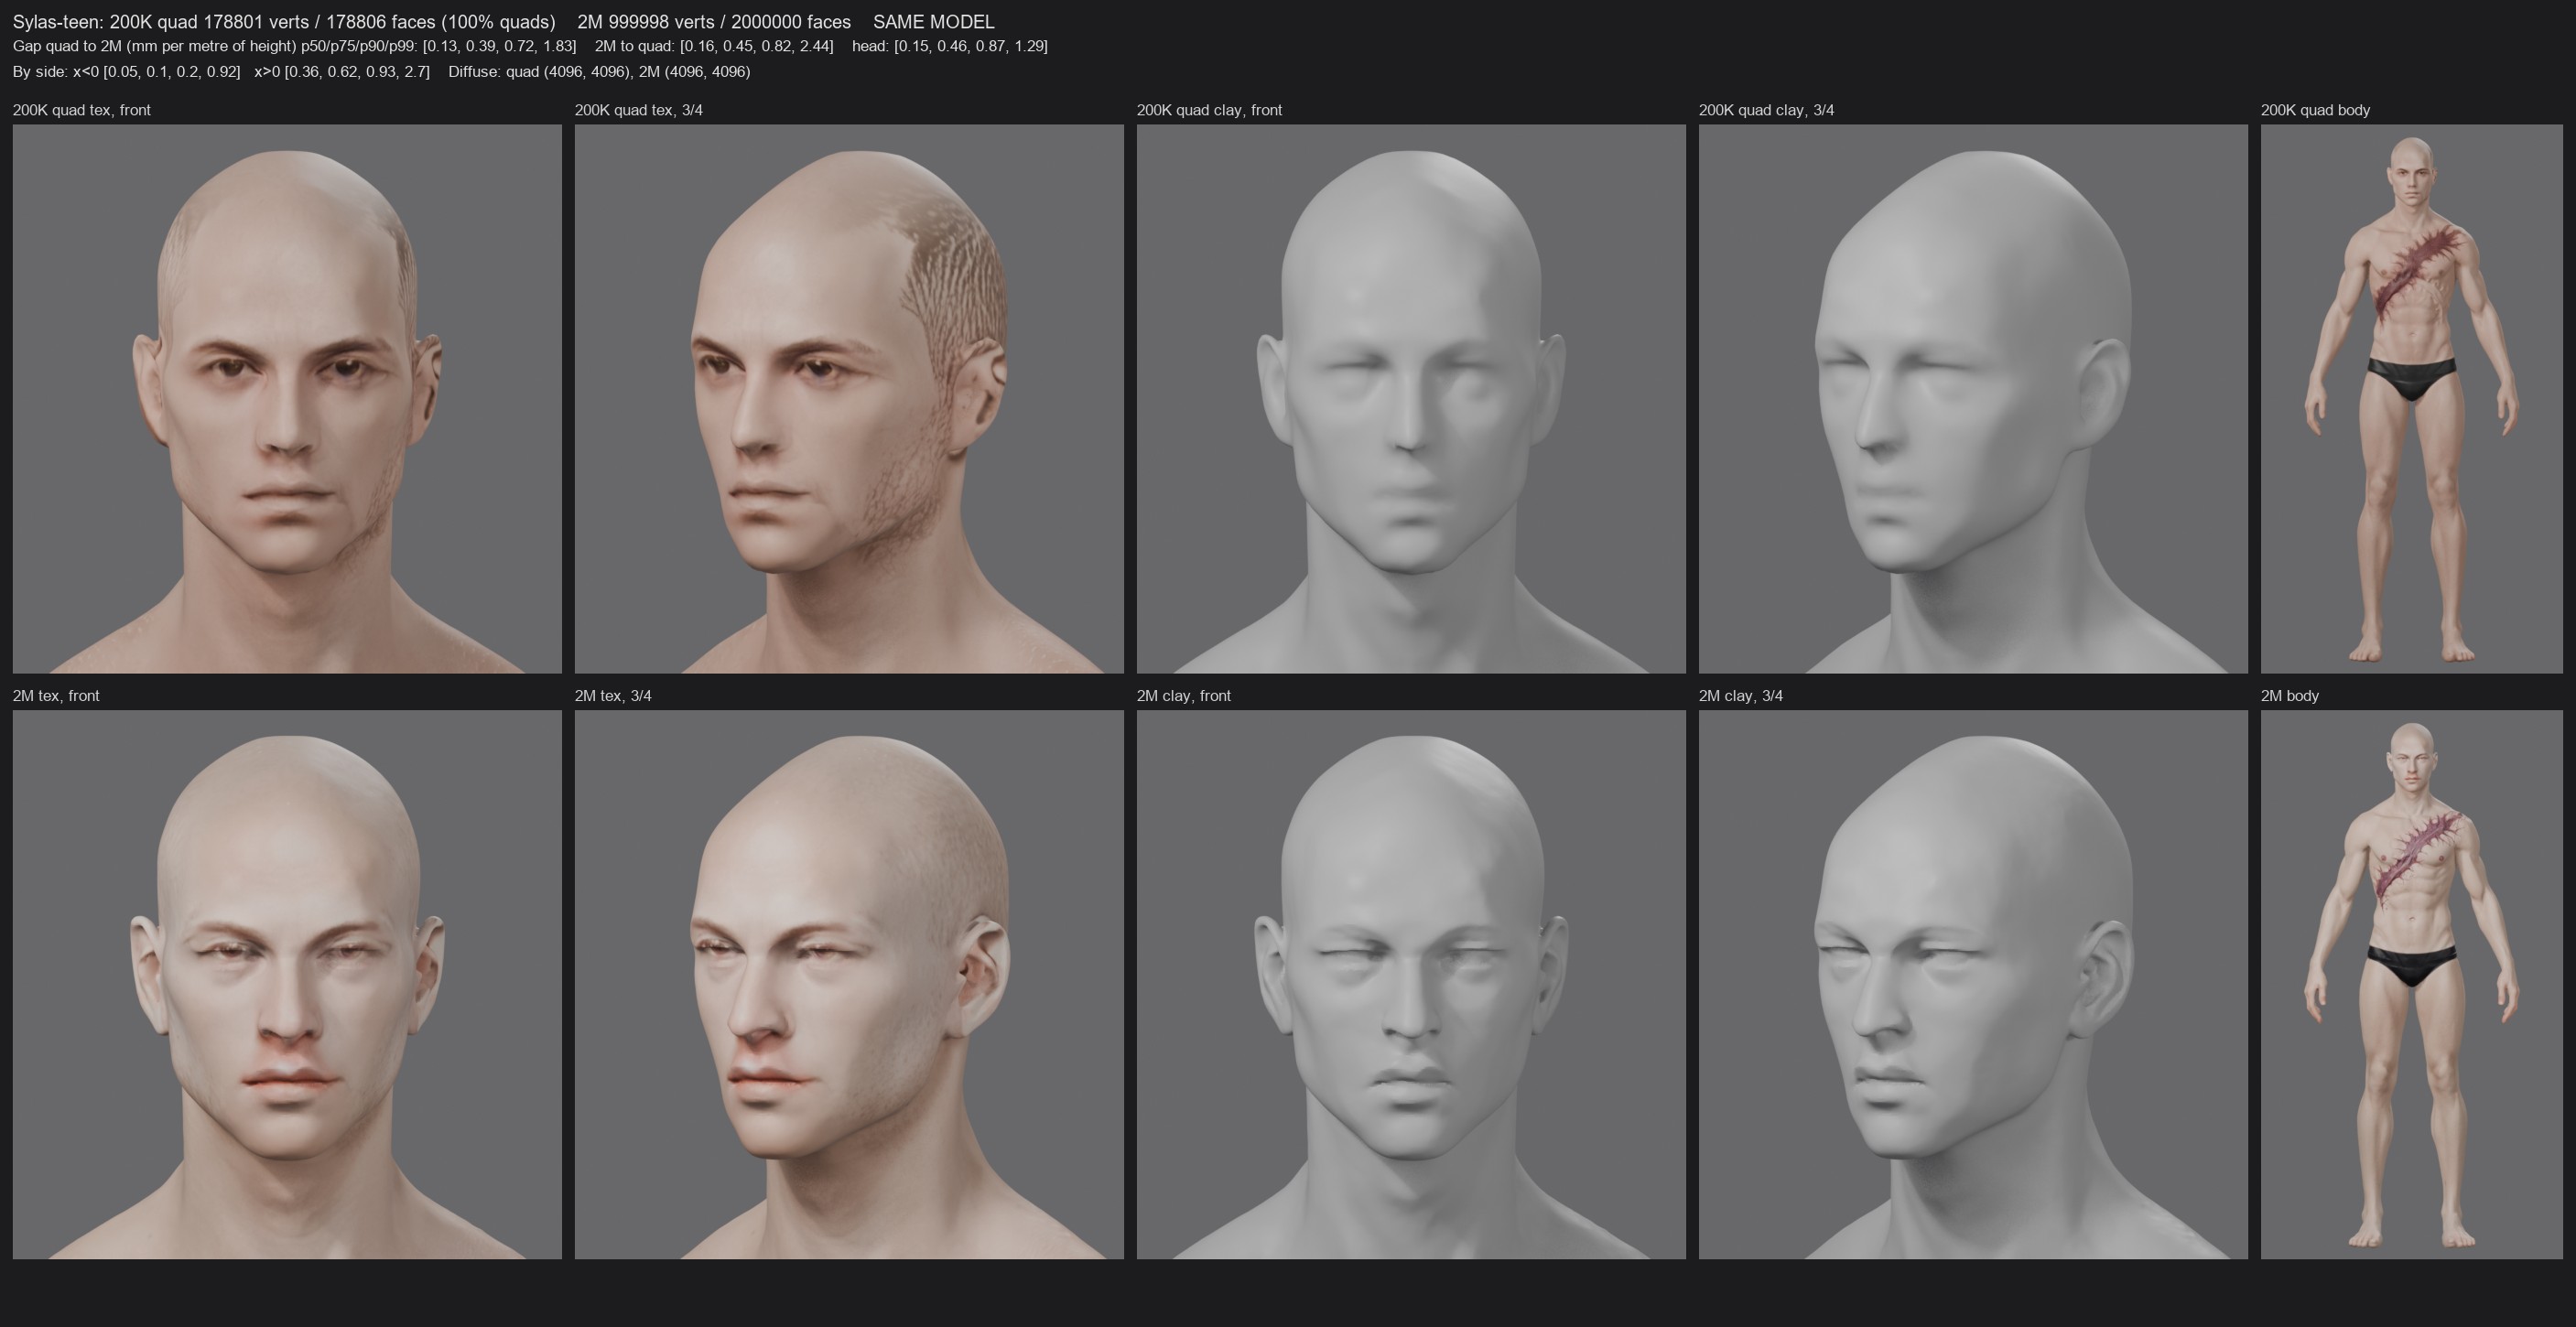 Sylas-teen: 200K quad 178801 verts / 178806 faces (100% quads)    2M 999998 verts / 2000000 faces    SAME MODEL
Gap quad to 2M (mm per metre of height) p50/p75/p90/p99: [0.13, 0.39, 0.72, 1.83]    2M to quad: [0.16, 0.45, 0.82, 2.44]    head: [0.15, 0.46, 0.87, 1.29]
By side: x<0 [0.05, 0.1, 0.2, 0.92]   x>0 [0.36, 0.62, 0.93, 2.7]    Diffuse: quad (4096, 4096), 2M (4096, 4096)
200K quad tex, front
200K quad tex, 3/4
200K quad clay, front
200K quad clay, 3/4
200K quad body
2M tex, front
2M tex, 3/4
2M clay, front
2M clay, 3/4
2M body